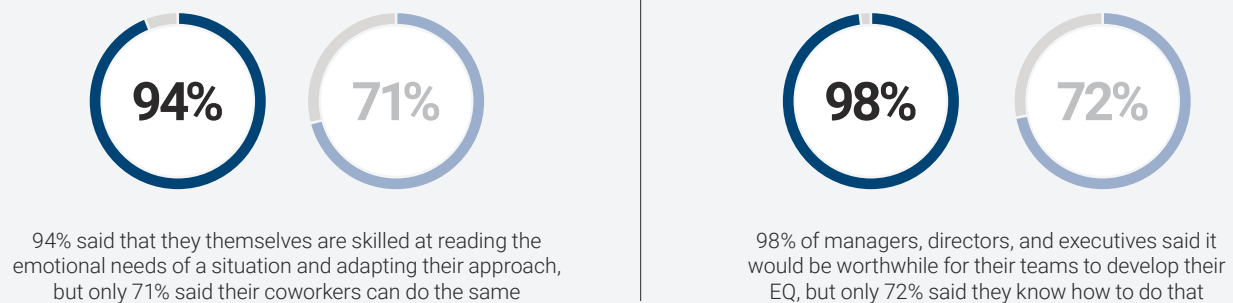 94%
71%
94% said that they themselves are skilled at reading the
emotional needs of a situation and adapting their approach,
but only 71% said their coworkers can do the same
98%
72%
98% of managers, directors, and executives said it
would be worthwhile for their teams to develop their
EQ, but only 72% said they know how to do that